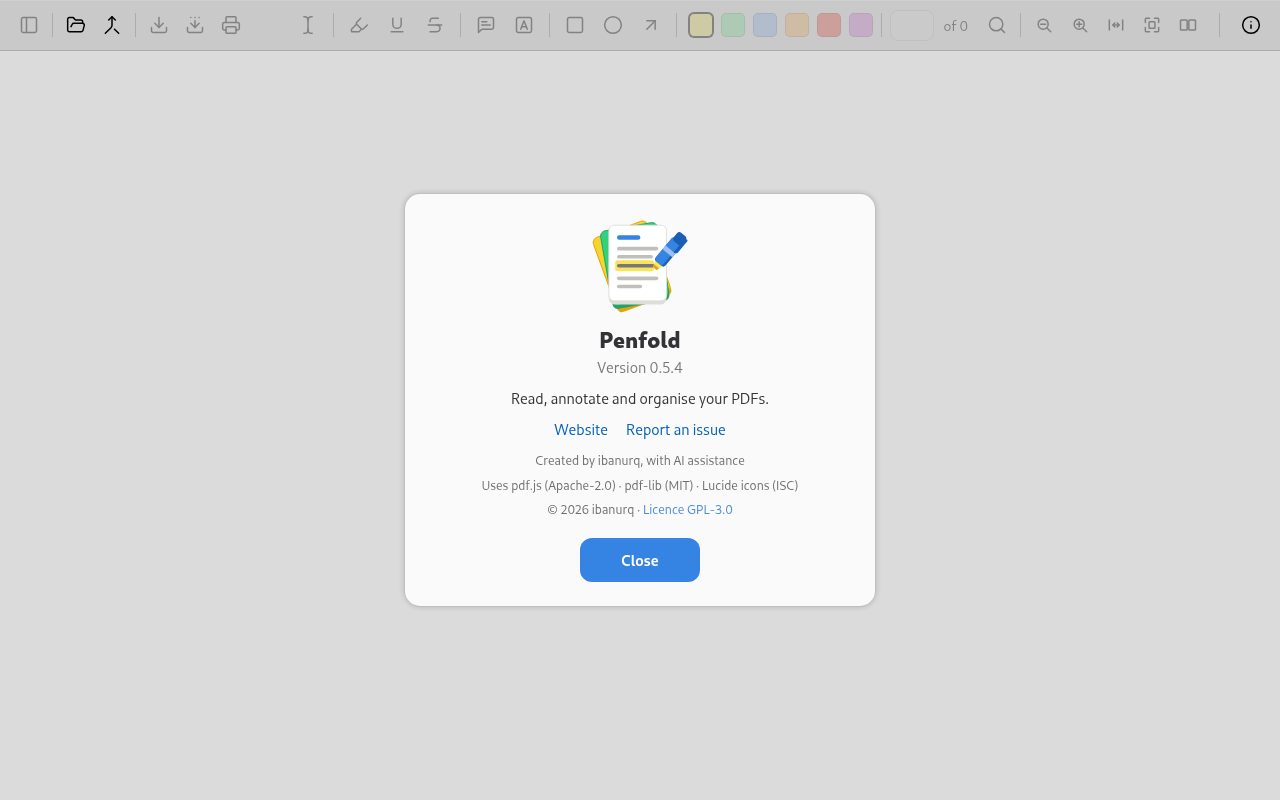 of 0
Penfold
Version 0.5.4
Read, annotate and organise your PDFs.
Website Report an issue
Created by ibanurq, with AI assistance
Uses pdf.js (Apache-2.0) · pdf-lib (MIT) · Lucide icons (ISC)
© 2026 ibanurq · Licence GPL-3.0
Close